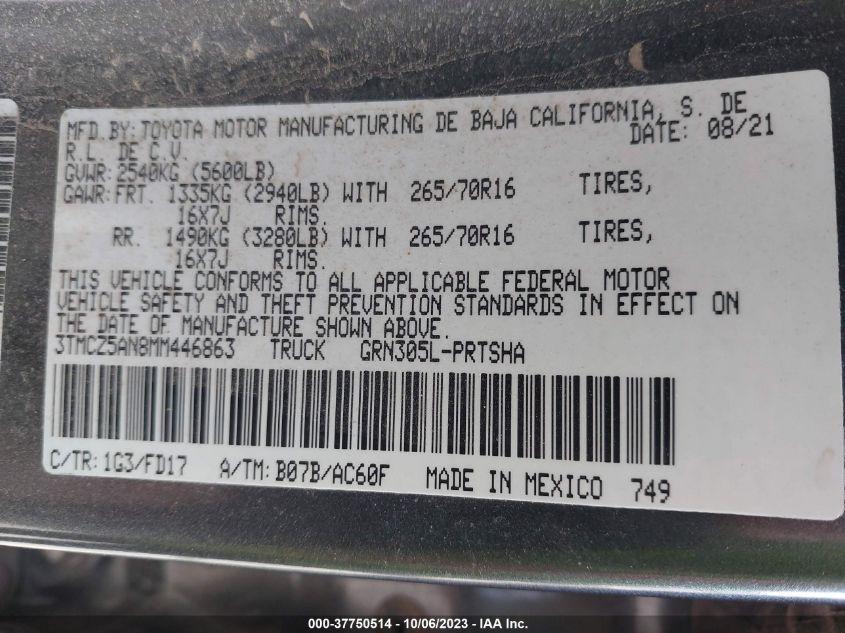 MFD.BY:TOYOTA MOTOR MANUFACTURING DE BAJA CALIFORNIA, S. DE
R.L. DE C.V. DATE: 08/21
GVWR:2540KG (5600LB)
GAWR:FRT. 1335KG (2940LB) WITH 265/70R16 TIRES,
16X7J RIMS.
RR. 1490KG (3280LB) WITH 265/70R16 TIRES,
16X7J RIMS.
THIS VEHICLE CONFORMS TO ALL APPLICABLE FEDERAL MOTOR
VEHICLE SAFETY AND THEFT PREVENTION STANDARDS IN EFFECT ON
THE DATE OF MANUFACTURE SHOWN ABOVE.
3TMCZ5AN8MM446863 TRUCK GRN305L-PRTSHA
C/TR:1G3/FD17 A/TM:B07B/AC60F MADE IN MEXICO 749
000-37750514 - 10/06/2023 - IAA Inc.